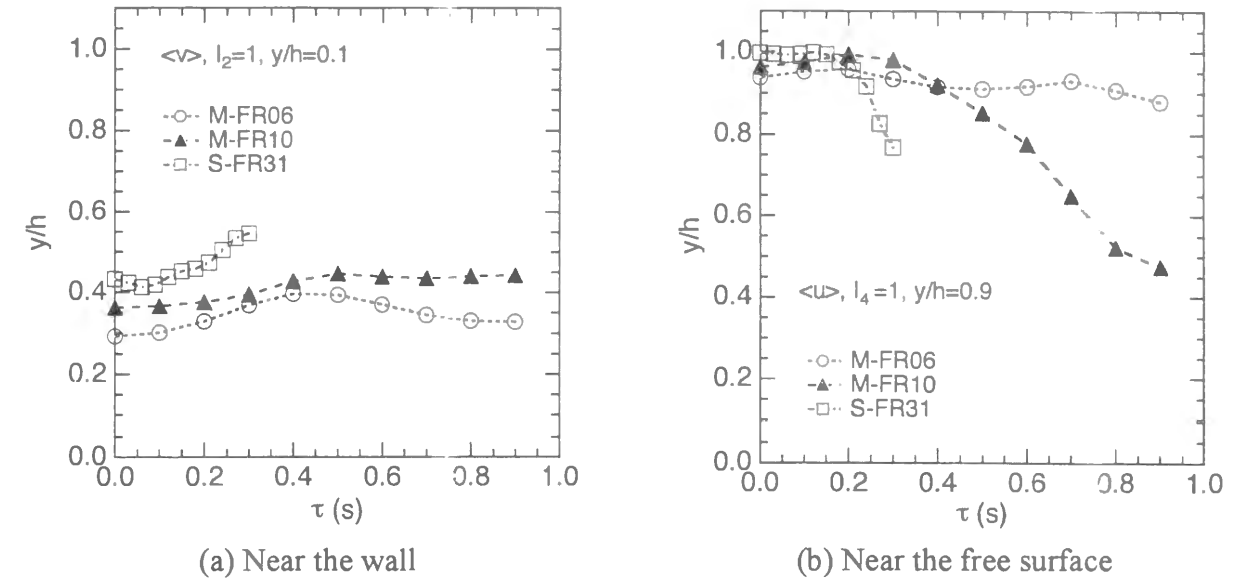 1.0
0.8
0.6
0.4
0.2
0.0
y/h
<v>, I2=1, y/h=0.1
M-FR06
M-FR10
S-FR31
0.0 0.2 0.4 0.6 0.8 1.0
τ (s)
(a) Near the wall
1.0
0.8
0.6
0.4
0.2
0.0
y/h
<u>, I4 =1, y/h=0.9
M-FR06
M-FR10
S-FR31
0.0 0.2 0.4 0.6 0.8 1.0
τ (s)
(b) Near the free surface